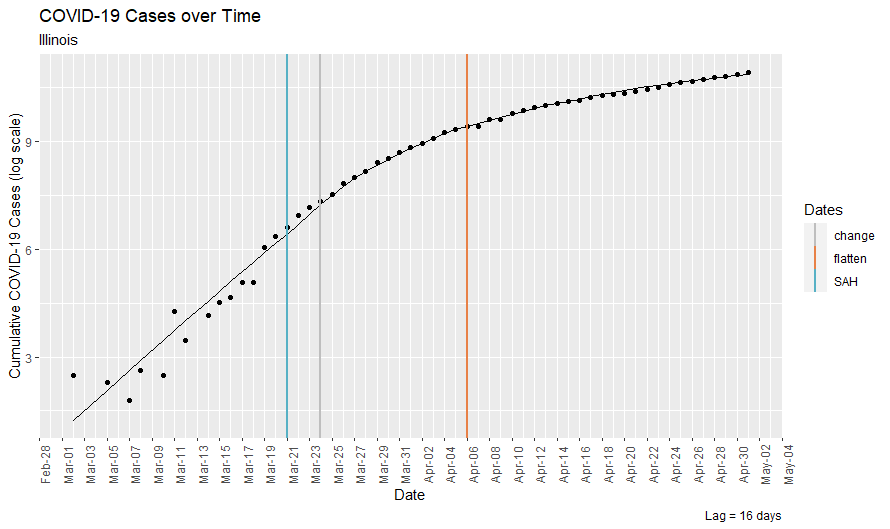 COVID-19 Cases over Time
Illinois
Cumulative COVID-19 Cases (log scale)
9
6
3
Feb-28
Mar-01
Mar-03
Mar-05
Mar-07
Mar-09
Mar-11
Mar-13
Mar-15
Mar-17
Mar-19
Mar-21
Mar-23
Mar-25
Mar-27
Mar-29
Mar-31
Apr-02
Apr-04
Apr-06
Apr-08
Apr-10
Apr-12
Apr-14
Apr-16
Apr-18
Apr-20
Apr-22
Apr-24
Apr-26
Apr-28
Apr-30
May-02
May-04
Date
Dates
change
flatten
SAH
Lag = 16 days